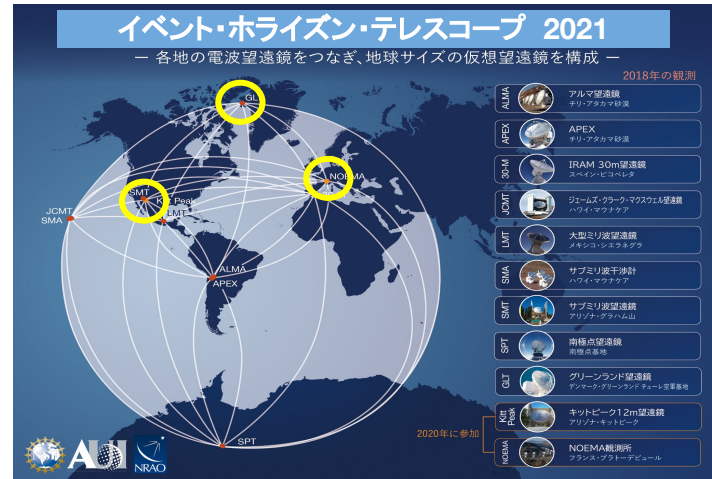 イベント・ホライズン・テレスコープ 2021
― 各地の電波望遠鏡をつなぎ、地球サイズの仮想望遠鏡を構成 ―
2018年の観測
GL
NOEMA
SMT
Kitt Peak
LMT
JCMT
SMA
ALMA
APEX
SPT
ALMA
アルマ望遠鏡
チリ・アタカマ砂漠
APEX
APEX
チリ・アタカマ砂漠
30-M
IRAM 30m望遠鏡
スペイン・ピコベレタ
JCMT
ジェームズ・クラーク・マクスウェル望遠鏡
ハワイ・マウナケア
LMT
大型ミリ波望遠鏡
メキシコ・シエラネグラ
SMA
サブミリ波干渉計
ハワイ・マウナケア
SMT
サブミリ波望遠鏡
アリゾナ・グラハム山
SPT
南極点望遠鏡
南極点基地
GLT
グリーンランド望遠鏡
デンマーク・グリーンランド チューレ空軍基地
2020年に参加
Kitt
Peak
キットピーク12m望遠鏡
アリゾナ・キットピーク
NOEMA
NOEMA観測所
フランス・プラトーデビュール
AUI
NRAO